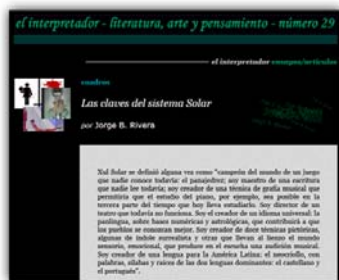 el interpretador - literatura, arte y pensamiento - número 29
el interpretador ensayos/artículos
cuadros
Las claves del sistema Solar
por Jorge B. Rivera
Xul Solar se definió alguna vez como "campeón del mundo de un juego
que nadie conoce todavía: el panajedrez; soy maestro de una escritura
que nadie lee todavía; soy creador de una técnica de grafía musical que
permitiría que el estudio del piano, por ejemplo, sea posible en la
tercera parte del tiempo que hoy lleva estudiarlo. Soy director de un
teatro que todavía no funciona. Soy el creador de un idioma universal: la
panlingua, sobre bases numéricas y astrológicas, que contribuirá a que
los pueblos se conozcan mejor. Soy creador de doce técnicas pictóricas,
algunas de índole surrealista y otras que llevan al lienzo el mundo
sensorio, emocional, que produce en el escucha una audición musical.
Soy creador de una lengua para la América Latina: el neocriollo, con
palabras, sílabas y raíces de las dos lenguas dominantes: el castellano y
el portugués".